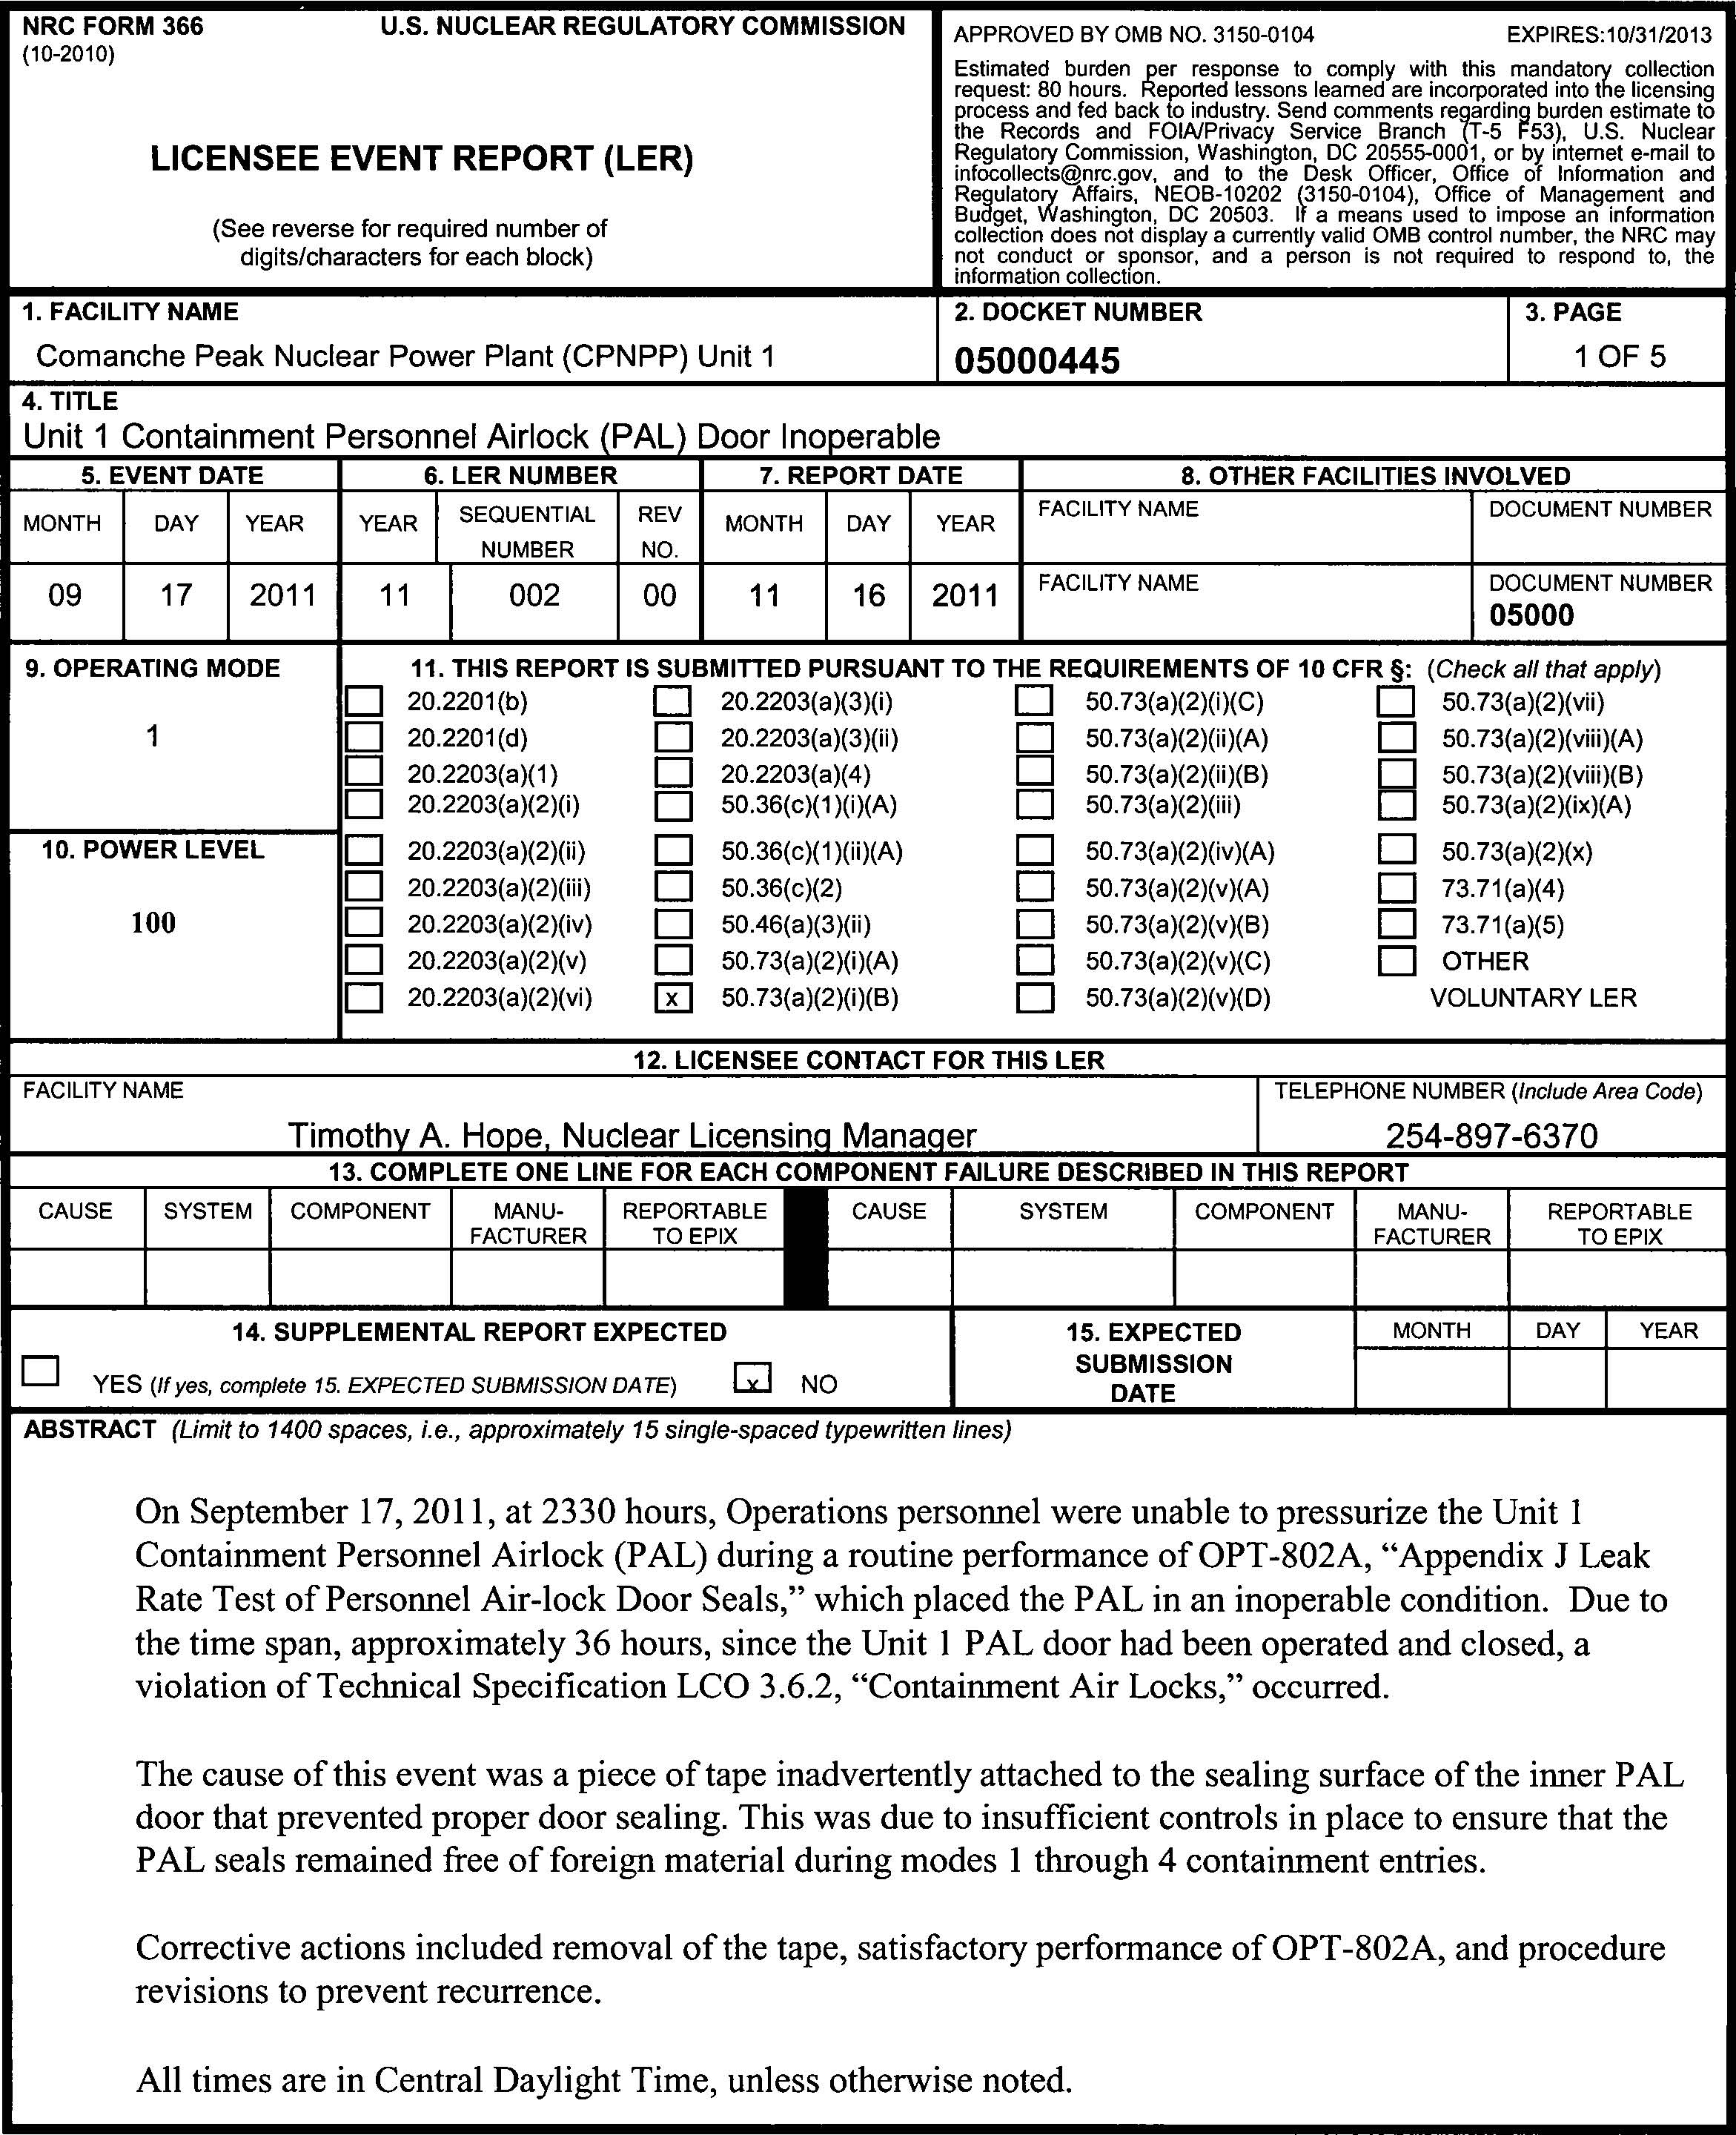 NRC FORM 366
(10-2010)
U.S. NUCLEAR REGULATORY COMMISSION
LICENSEE EVENT REPORT (LER)
(See reverse for required number of
digits/characters for each block)
APPROVED BY OMB NO. 3150-0104 EXPIRES:10/31/2013
Estimated burden per response to comply with this mandatory collection
request: 80 hours. Reported lessons learned are incorporated into the licensing
process and fed back to industry. Send comments regarding burden estimate to
the Records and FOIA/Privacy Service Branch (T-5 F53), U.S. Nuclear
Regulatory Commission, Washington, DC 20555-0001, or by internet e-mail to
infocollects@nrc.gov, and to the Desk Officer, Office of Information and
Regulatory Affairs, NEOB-10202 (3150-0104), Office of Management and
Budget, Washington, DC 20503. If a means used to impose an information
collection does not display a currently valid OMB control number, the NRC may
not conduct or sponsor, and a person is not required to respond to, the
information collection.
1. FACILITY NAME 2. DOCKET NUMBER 3. PAGE
Comanche Peak Nuclear Power Plant (CPNPP) Unit 1 05000445 1 OF 5
4. TITLE
Unit 1 Containment Personnel Airlock (PAL) Door Inoperable
5. EVENT DATE 6. LER NUMBER 7. REPORT DATE 8. OTHER FACILITIES INVOLVED
MONTH DAY YEAR YEAR SEQUENTIAL NUMBER REV NO. MONTH DAY YEAR FACILITY NAME DOCUMENT NUMBER
09 17 2011 11 002 00 11 16 2011 FACILITY NAME DOCUMENT NUMBER
05000
9. OPERATING MODE
1
10. POWER LEVEL
100
11. THIS REPORT IS SUBMITTED PURSUANT TO THE REQUIREMENTS OF 10 CFR §: (Check all that apply)
20.2201(b) 20.2203(a)(3)(i) 50.73(a)(2)(i)(C) 50.73(a)(2)(vii)
20.2201(d) 20.2203(a)(3)(ii) 50.73(a)(2)(ii)(A) 50.73(a)(2)(viii)(A)
20.2203(a)(1) 20.2203(a)(4) 50.73(a)(2)(ii)(B) 50.73(a)(2)(viii)(B)
20.2203(a)(2)(i) 50.36(c)(1)(i)(A) 50.73(a)(2)(iii) 50.73(a)(2)(ix)(A)
20.2203(a)(2)(ii) 50.36(c)(1)(ii)(A) 50.73(a)(2)(iv)(A) 50.73(a)(2)(x)
20.2203(a)(2)(iii) 50.36(c)(2) 50.73(a)(2)(v)(A) 73.71(a)(4)
20.2203(a)(2)(iv) 50.46(a)(3)(ii) 50.73(a)(2)(v)(B) 73.71(a)(5)
20.2203(a)(2)(v) 50.73(a)(2)(i)(A) 50.73(a)(2)(v)(C) OTHER
20.2203(a)(2)(vi) x 50.73(a)(2)(i)(B) 50.73(a)(2)(v)(D) VOLUNTARY LER
12. LICENSEE CONTACT FOR THIS LER
FACILITY NAME TELEPHONE NUMBER (Include Area Code)
Timothy A. Hope, Nuclear Licensing Manager 254-897-6370
13. COMPLETE ONE LINE FOR EACH COMPONENT FAILURE DESCRIBED IN THIS REPORT
CAUSE SYSTEM COMPONENT MANU-FACTURER REPORTABLE TO EPIX CAUSE SYSTEM COMPONENT MANU-FACTURER REPORTABLE TO EPIX
14. SUPPLEMENTAL REPORT EXPECTED
YES (If yes, complete 15. EXPECTED SUBMISSION DATE) x NO
15. EXPECTED
SUBMISSION
DATE
MONTH DAY YEAR
ABSTRACT (Limit to 1400 spaces, i.e., approximately 15 single-spaced typewritten lines)
On September 17, 2011, at 2330 hours, Operations personnel were unable to pressurize the Unit 1
Containment Personnel Airlock (PAL) during a routine performance of OPT-802A, “Appendix J Leak
Rate Test of Personnel Air-lock Door Seals,” which placed the PAL in an inoperable condition. Due to
the time span, approximately 36 hours, since the Unit 1 PAL door had been operated and closed, a
violation of Technical Specification LCO 3.6.2, “Containment Air Locks,” occurred.
The cause of this event was a piece of tape inadvertently attached to the sealing surface of the inner PAL
door that prevented proper door sealing. This was due to insufficient controls in place to ensure that the
PAL seals remained free of foreign material during modes 1 through 4 containment entries.
Corrective actions included removal of the tape, satisfactory performance of OPT-802A, and procedure
revisions to prevent recurrence.
All times are in Central Daylight Time, unless otherwise noted.